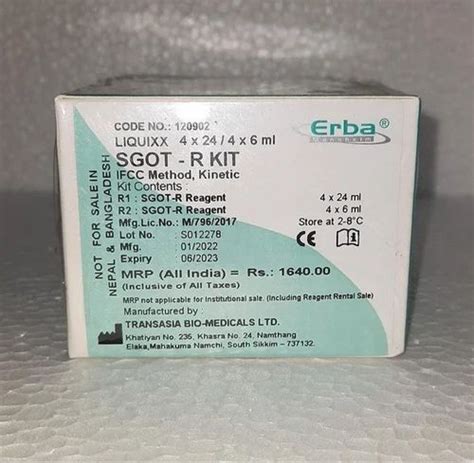 CODE NO.: 120902
Erba®
Mannheim
LIQUIXX 4 x 24 / 4 x 6 ml
SGOT - R KIT
IFCC Method, Kinetic
Kit Contents :
R1 : SGOT-R Reagent 4 x 24 ml
R2 : SGOT-R Reagent 4 x 6 ml
Mfg.Lic.No.: M/796/2017 Store at 2-8°C
Lot No. : S012278
Mfg. : 01/2022
Expiry : 06/2023
CE
MRP (All India) = Rs.: 1640.00
(Inclusive of All Taxes)
MRP not applicable for Institutional sale. (Including Reagent Rental Sale)
Manufactured by
TRANSASIA BIO-MEDICALS LTD.
Khatiyan No. 235, Khasra No. 24, Namthang
Elaka, Mahakuma Namchi, South Sikkim - 737132.
NOT FOR SALE IN
NEPAL & BANGLADESH